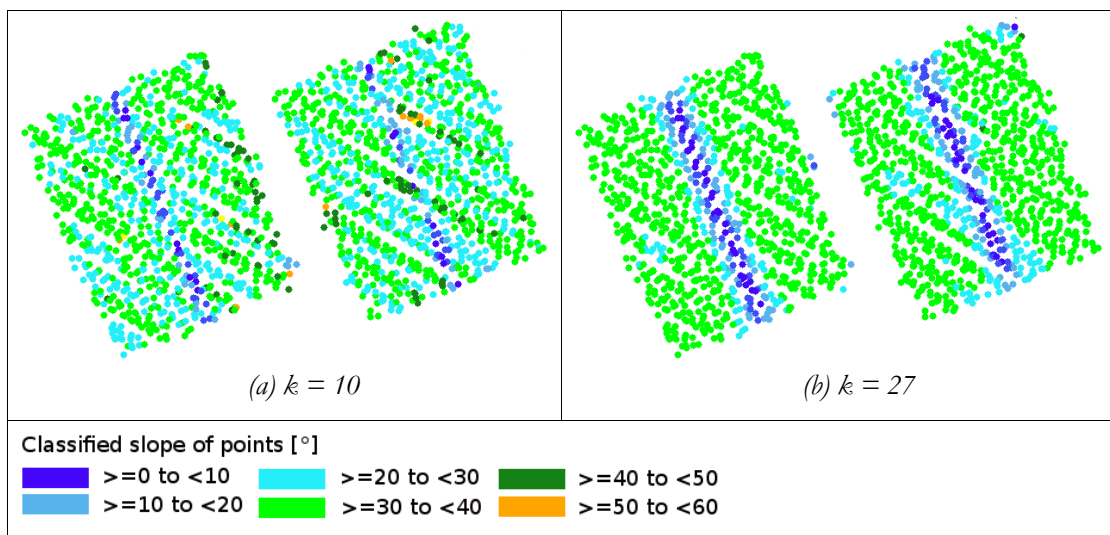 (a) k = 10
(b) k = 27
Classified slope of points [°]
>=0 to <10
>=20 to <30
>=40 to <50
>=10 to <20
>=30 to <40
>=50 to <60